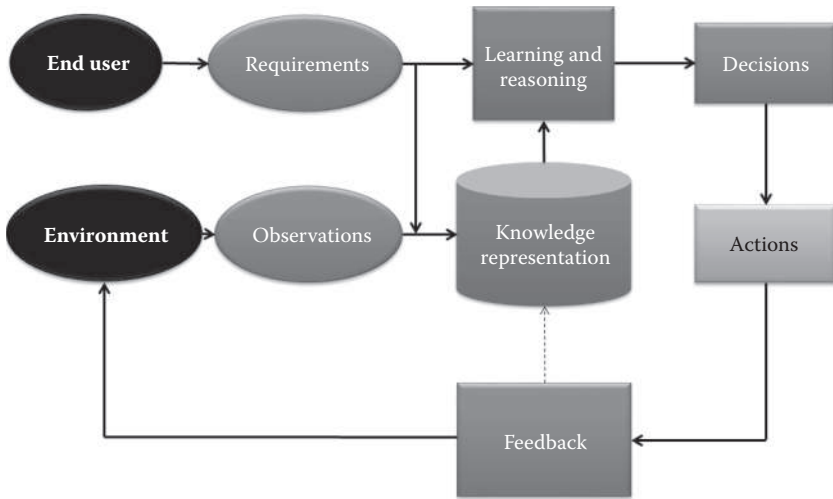 End user
Requirements
Learning and
reasoning
Decisions
Environment
Observations
Knowledge
representation
Actions
Feedback